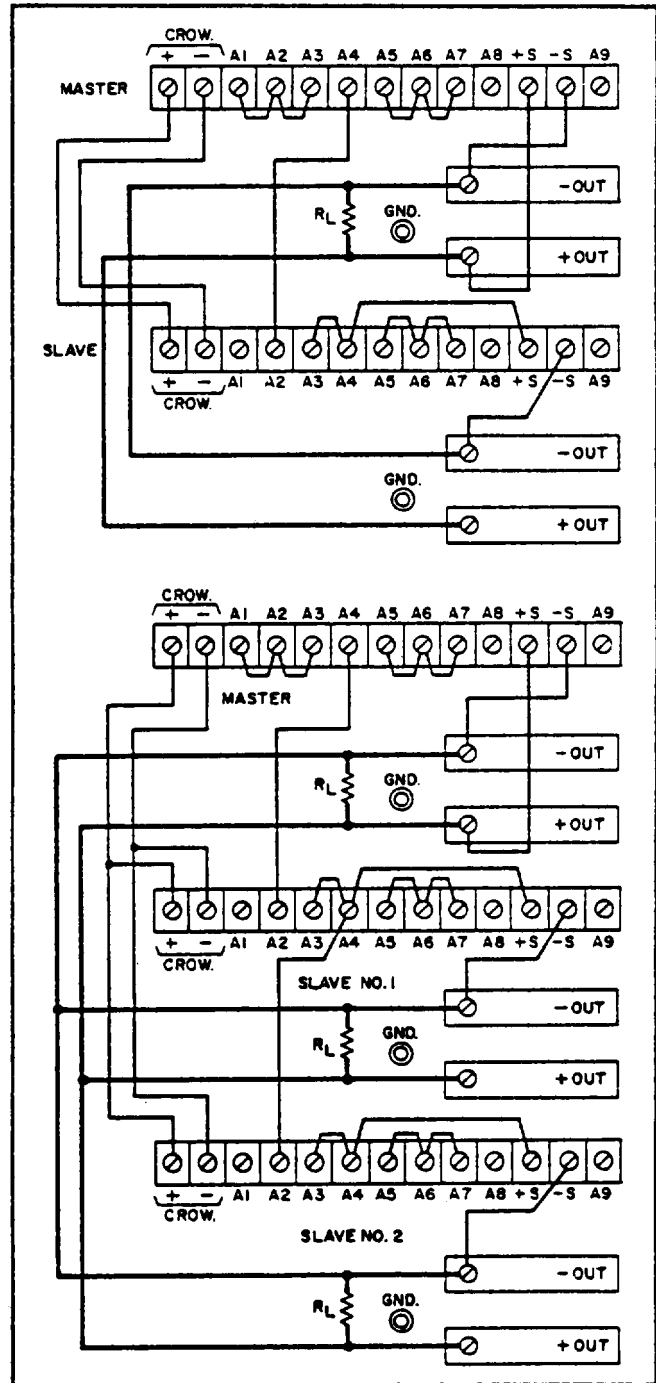 CROW.
+ - A1 A2 A3 A4 A5 A6 A7 A8 +S -S A9
MASTER
-OUT
RL GND.
+OUT
SLAVE
+ - A1 A2 A3 A4 A5 A6 A7 A8 +S -S A9
CROW.
-OUT
GND.
+OUT
CROW.
+ - A1 A2 A3 A4 A5 A6 A7 A8 +S -S A9
MASTER
-OUT
RL GND.
+OUT
+ - A1 A2 A3 A4 A5 A6 A7 A8 +S -S A9
CROW.
SLAVE NO.1
-OUT
RL GND.
+OUT
+ - A1 A2 A3 A4 A5 A6 A7 A8 +S -S A9
CROW.
SLAVE NO. 2
-OUT
RL GND.
+OUT